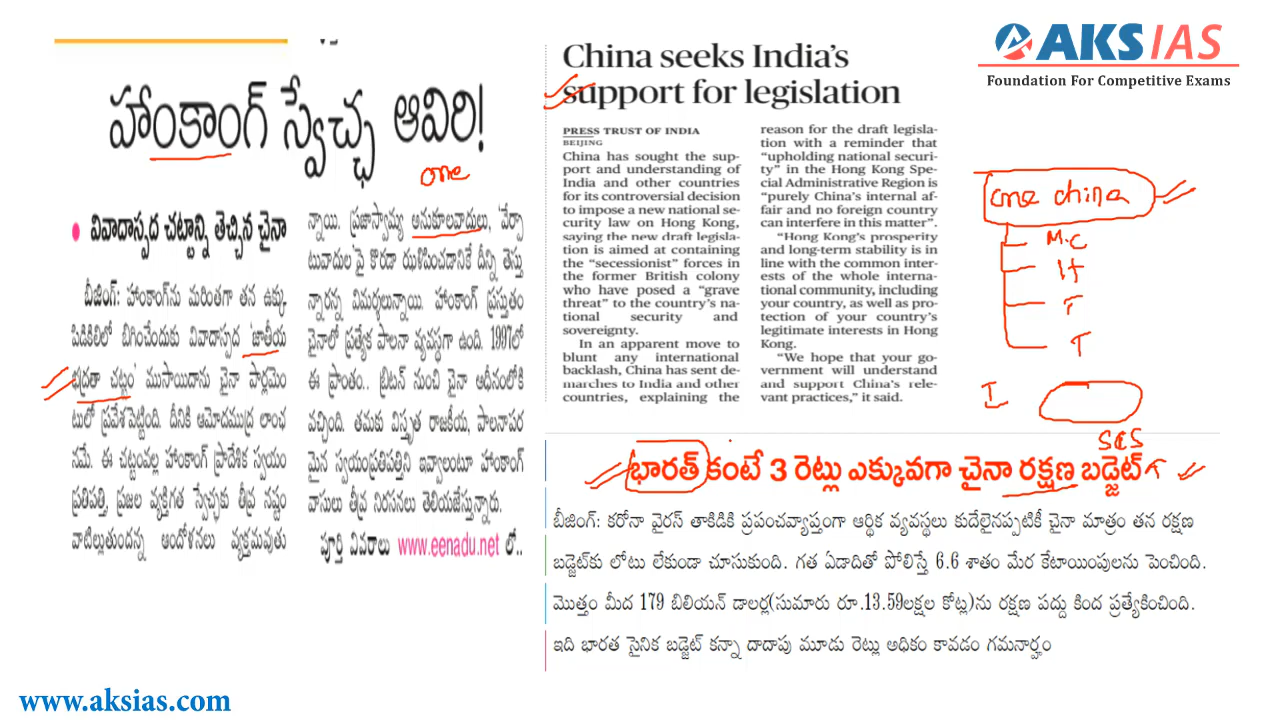 హాంకాంగ్ స్వేచ్ఛ ఆవిరి!
one
• వివాదాస్పద చట్టాన్ని తెచ్చిన చైనా
బీజింగ్: హాంకాంగ్‌ను మరింతగా తన ఉక్కు
పిడికిలిలో బిగించేందుకు వివాదాస్పద 'జాతీయ
భద్రతా చట్టం' ముసాయిదాను చైనా పార్లమెం
టులో ప్రవేశపెట్టింది. దీనికి ఆమోదముద్ర లాంఛ
నమే. ఈ చట్టంవల్ల హాంకాంగ్ ప్రాదేశిక స్వయం
ప్రతిపత్తి, ప్రజల వ్యక్తిగత స్వేచ్ఛకు తీవ్ర నష్టం
వాటిల్లుతుందన్న ఆందోళనలు వ్యక్తమవుతు
న్నాయి. ప్రజాస్వామ్య అనుకూలవాదులు, 'వేర్పా
టువాదుల'పై కొరడా ఝళిపించడానికే దీన్ని తెస్తు
న్నారన్న విమర్శలున్నాయి. హాంకాంగ్ ప్రస్తుతం
చైనాలో ప్రత్యేక పాలనా వ్యవస్థగా ఉంది. 1997లో
ఈ ప్రాంతం.. బ్రిటన్ నుంచి చైనా అధీనంలోకి
వచ్చింది. తమకు విస్తృత రాజకీయ, పాలనాపర
మైన స్వయంప్రతిపత్తిని ఇవ్వాలంటూ హాంకాంగ్
వాసులు తీవ్ర నిరసనలు తెలియజేస్తున్నారు.
పూర్తి వివరాలు www.eenadu.net లో..
China seeks India's
support for legislation
PRESS TRUST OF INDIA
BEIJING
China has sought the sup-
port and understanding of
India and other countries
for its controversial decision
to impose a new national se-
curity law on Hong Kong,
saying the new draft legisla-
tion is aimed at containing
the "secessionist" forces in
the former British colony
who have posed a "grave
threat" to the country's na-
tional security and
sovereignty.
In an apparent move to
blunt any international
backlash, China has sent de-
marches to India and other
countries, explaining the
reason for the draft legisla-
tion with a reminder that
"upholding national securi-
ty" in the Hong Kong Spe-
cial Administrative Region is
"purely China's internal af-
fair and no foreign country
can interfere in this matter".
"Hong Kong's prosperity
and long-term stability is in
line with the common inter-
ests of the whole interna-
tional community, including
your country, as well as pro-
tection of your country's
legitimate interests in Hong
Kong.
"We hope that your go-
vernment will understand
and support China's rele-
vant practices," it said.
AKS IAS
Foundation For Competitive Exams
one china
M.C
H
T
T
I
SCS
భారత్ కంటే 3 రెట్లు ఎక్కువగా చైనా రక్షణ బడ్జెట్
బీజింగ్: కరోనా వైరస్ తాకిడికి ప్రపంచవ్యాప్తంగా ఆర్థిక వ్యవస్థలు కుదేలైనప్పటికీ చైనా మాత్రం తన రక్షణ
బడ్జెట్‌కు లోటు లేకుండా చూసుకుంది. గత ఏడాదితో పోలిస్తే 6.6 శాతం మేర కేటాయింపులను పెంచింది.
మొత్తం మీద 179 బిలియన్ డాలర్ల(సుమారు రూ.13.59లక్షల కోట్ల)ను రక్షణ పద్దు కింద ప్రత్యేకించింది.
ఇది భారత సైనిక బడ్జెట్ కన్నా దాదాపు మూడు రెట్లు అధికం కావడం గమనార్హం
www.aksias.com